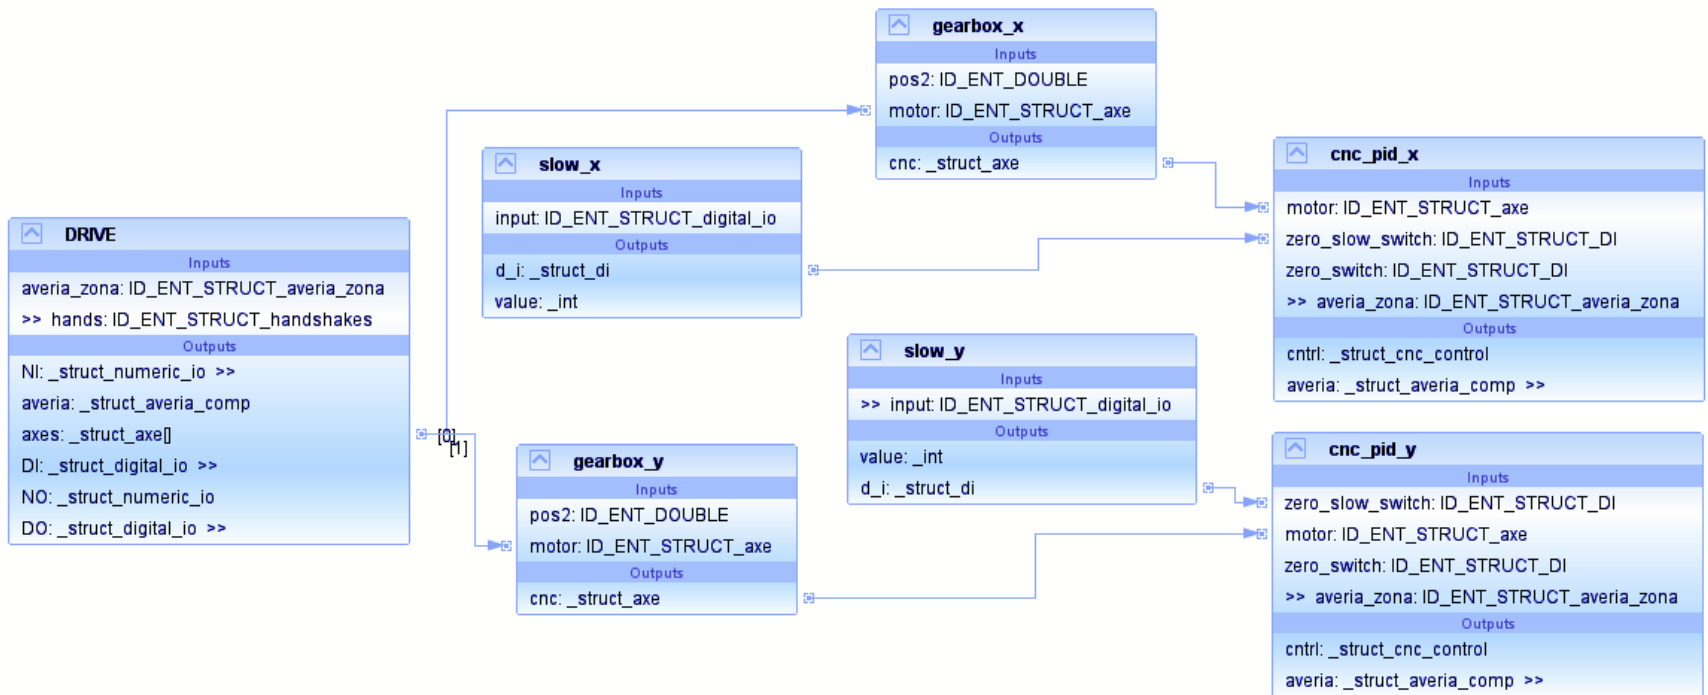 DRIVE
Inputs
averia_zona: ID_ENT_STRUCT_averia_zona
>> hands: ID_ENT_STRUCT_handshakes
Outputs
NI: _struct_numeric_io >>
averia: _struct_averia_comp
axes: _struct_axe[]
DI: _struct_digital_io >>
NO: _struct_numeric_io
DO: _struct_digital_io >>
[0]
[1]
slow_x
Inputs
input: ID_ENT_STRUCT_digital_io
Outputs
d_i: _struct_di
value: _int
gearbox_y
Inputs
pos2: ID_ENT_DOUBLE
motor: ID_ENT_STRUCT_axe
Outputs
cnc: _struct_axe
gearbox_x
Inputs
pos2: ID_ENT_DOUBLE
motor: ID_ENT_STRUCT_axe
Outputs
cnc: _struct_axe
slow_y
Inputs
>> input: ID_ENT_STRUCT_digital_io
Outputs
value: _int
d_i: _struct_di
cnc_pid_x
Inputs
motor: ID_ENT_STRUCT_axe
zero_slow_switch: ID_ENT_STRUCT_DI
zero_switch: ID_ENT_STRUCT_DI
>> averia_zona: ID_ENT_STRUCT_averia_zona
Outputs
cntrl: _struct_cnc_control
averia: _struct_averia_comp >>
cnc_pid_y
Inputs
zero_slow_switch: ID_ENT_STRUCT_DI
motor: ID_ENT_STRUCT_axe
zero_switch: ID_ENT_STRUCT_DI
>> averia_zona: ID_ENT_STRUCT_averia_zona
Outputs
cntrl: _struct_cnc_control
averia: _struct_averia_comp >>